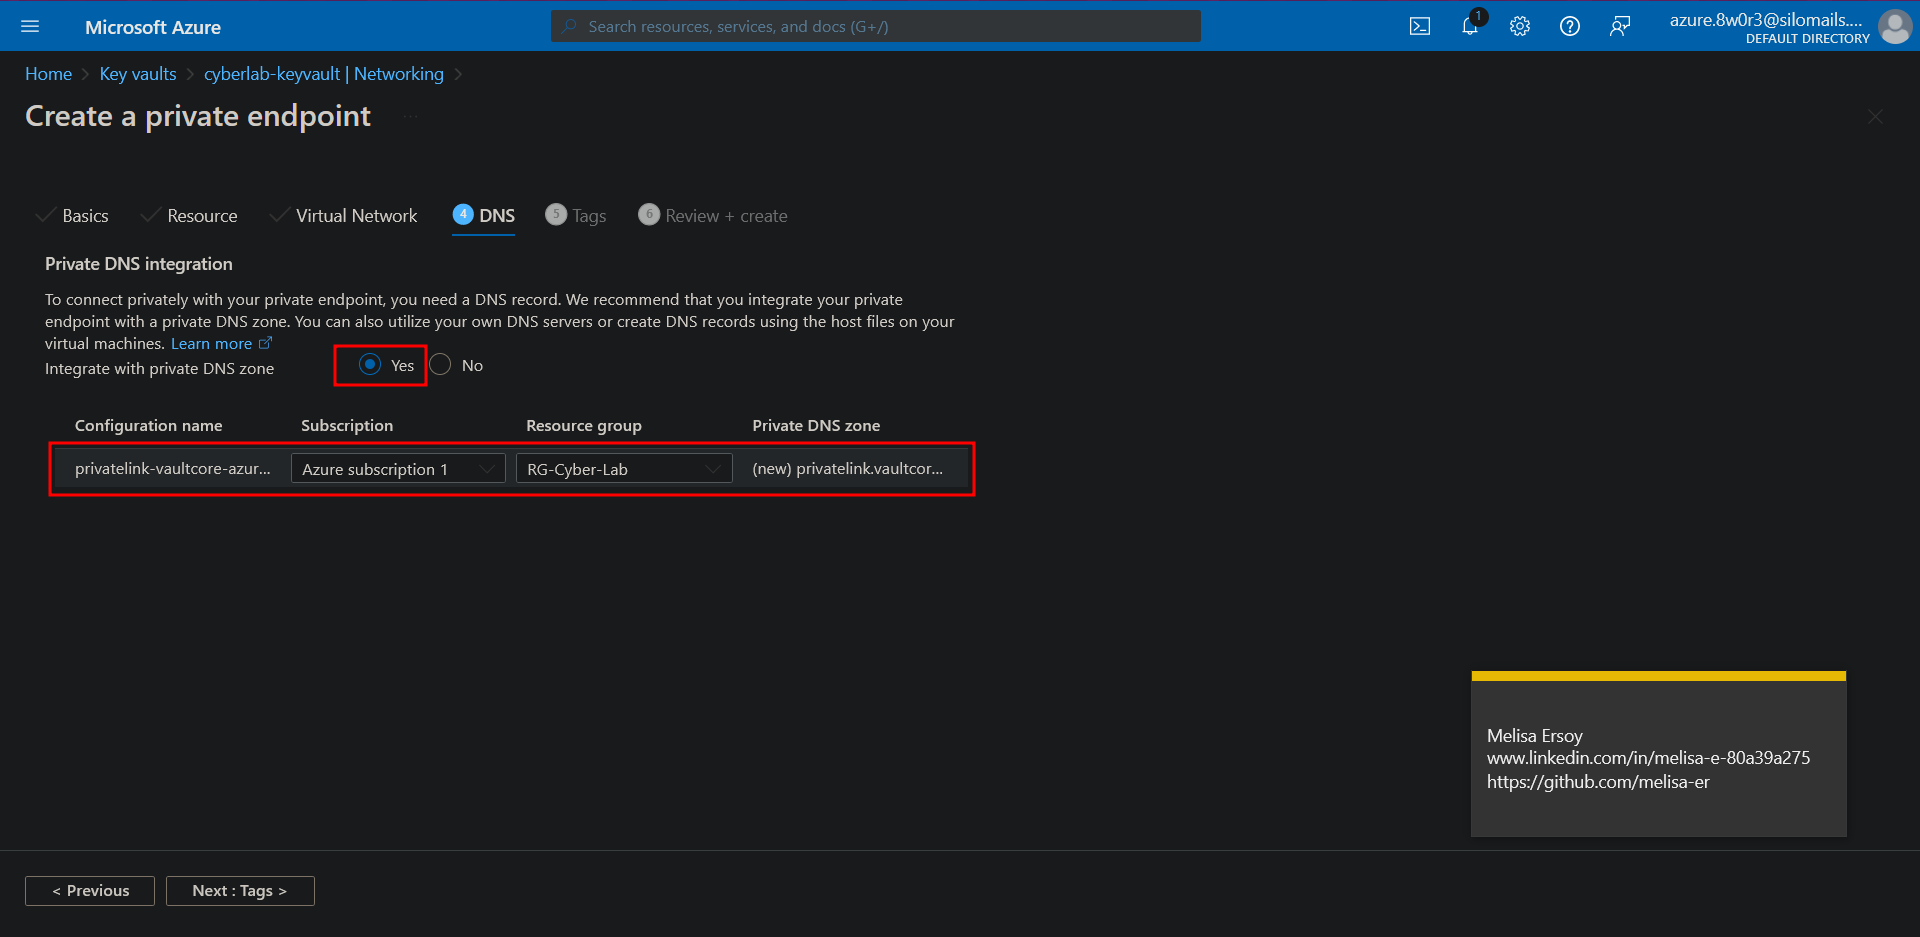 Microsoft Azure
Search resources, services, and docs (G+/)
1
azure.8w0r3@silomails....
DEFAULT DIRECTORY
Home > Key vaults > cyberlab-keyvault | Networking >
Create a private endpoint ...
Basics
Resource
Virtual Network
4 DNS
5 Tags
6 Review + create
Private DNS integration
To connect privately with your private endpoint, you need a DNS record. We recommend that you integrate your private
endpoint with a private DNS zone. You can also utilize your own DNS servers or create DNS records using the host files on your
virtual machines. Learn more
Integrate with private DNS zone
Yes
No
Configuration name Subscription Resource group Private DNS zone
privatelink-vaultcore-azur... Azure subscription 1 RG-Cyber-Lab (new) privatelink.vaultcor...
Melisa Ersoy
www.linkedin.com/in/melisa-e-80a39a275
https://github.com/melisa-er
< Previous
Next : Tags >